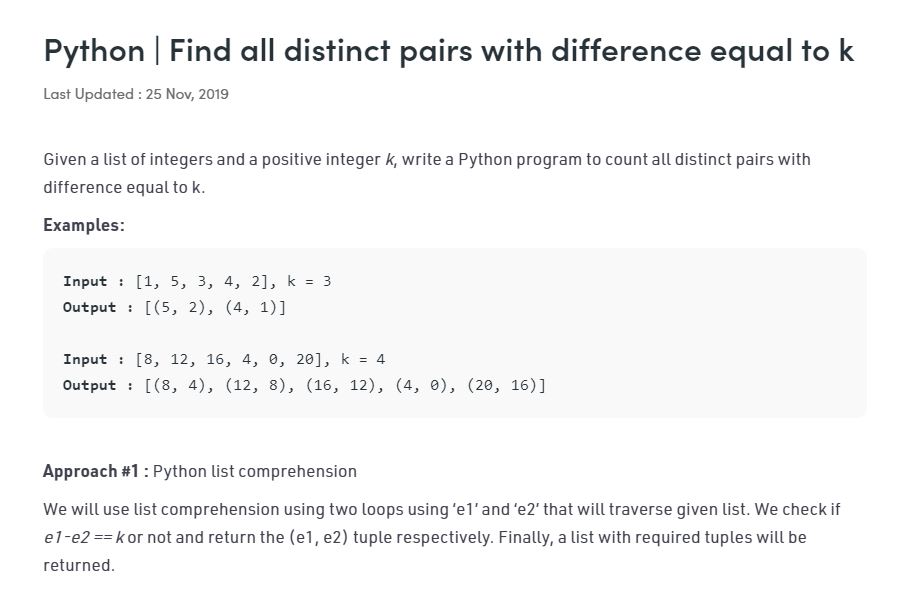 Python | Find all distinct pairs with difference equal to k
Last Updated : 25 Nov, 2019
Given a list of integers and a positive integer k, write a Python program to count all distinct pairs with
difference equal to k.
Examples:
Input : [1, 5, 3, 4, 2], k = 3
Output : [(5, 2), (4, 1)]
Input : [8, 12, 16, 4, 0, 20], k = 4
Output : [(8, 4), (12, 8), (16, 12), (4, 0), (20, 16)]
Approach #1 : Python list comprehension
We will use list comprehension using two loops using ‘e1’ and ‘e2’ that will traverse given list. We check if
e1-e2 == k or not and return the (e1, e2) tuple respectively. Finally, a list with required tuples will be
returned.